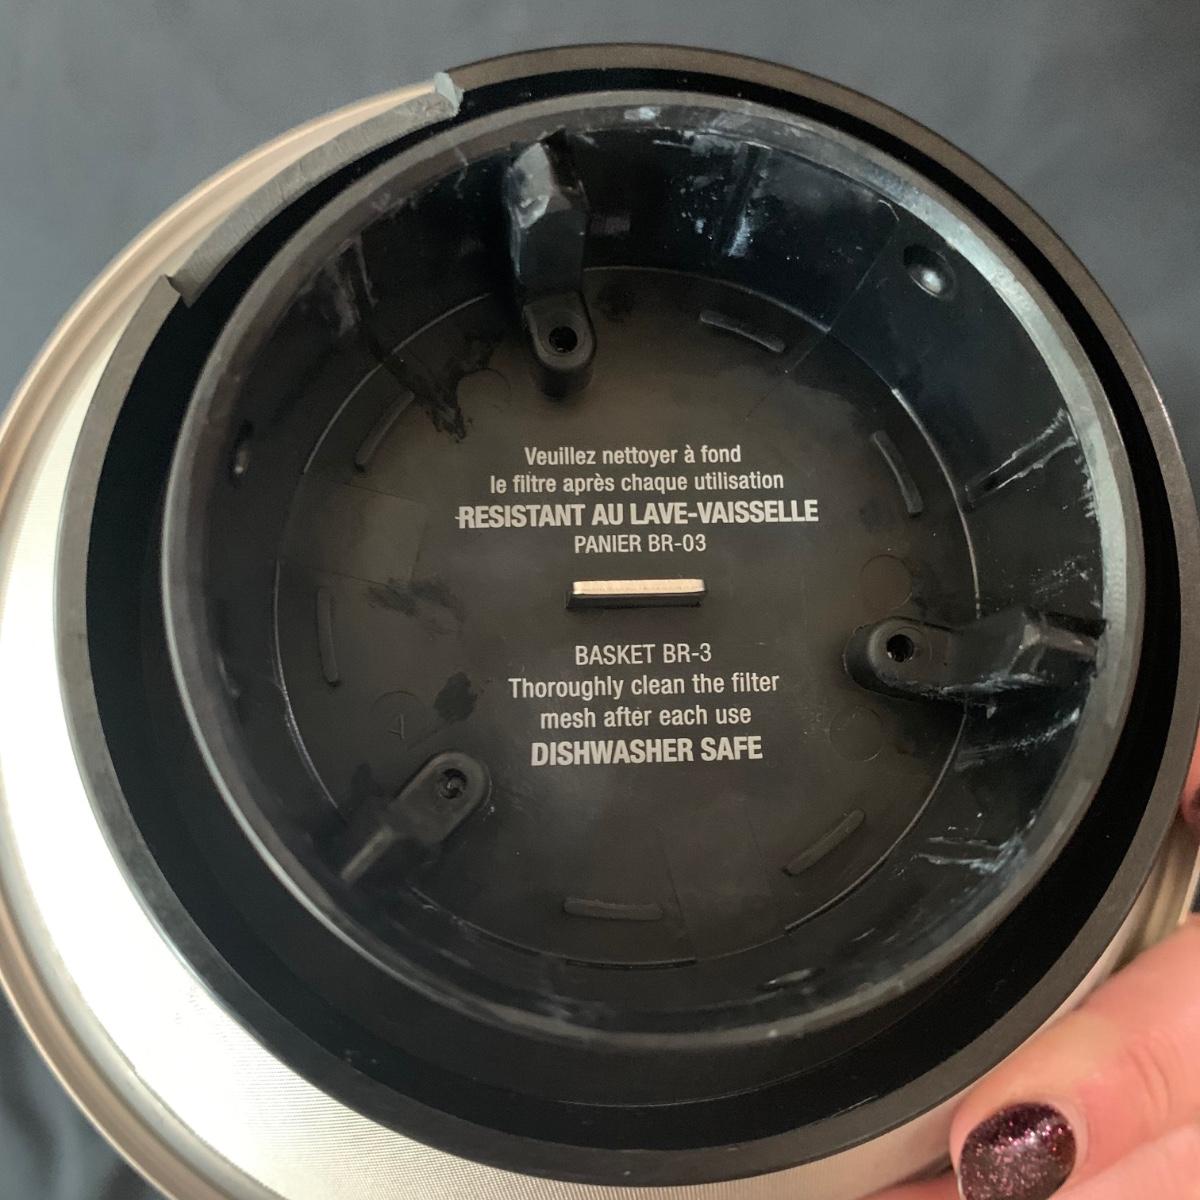 Veuillez nettoyer à fond
le filtre après chaque utilisation
RESISTANT AU LAVE-VAISSELLE
PANIER BR-03
BASKET BR-3
Thoroughly clean the filter
mesh after each use
DISHWASHER SAFE